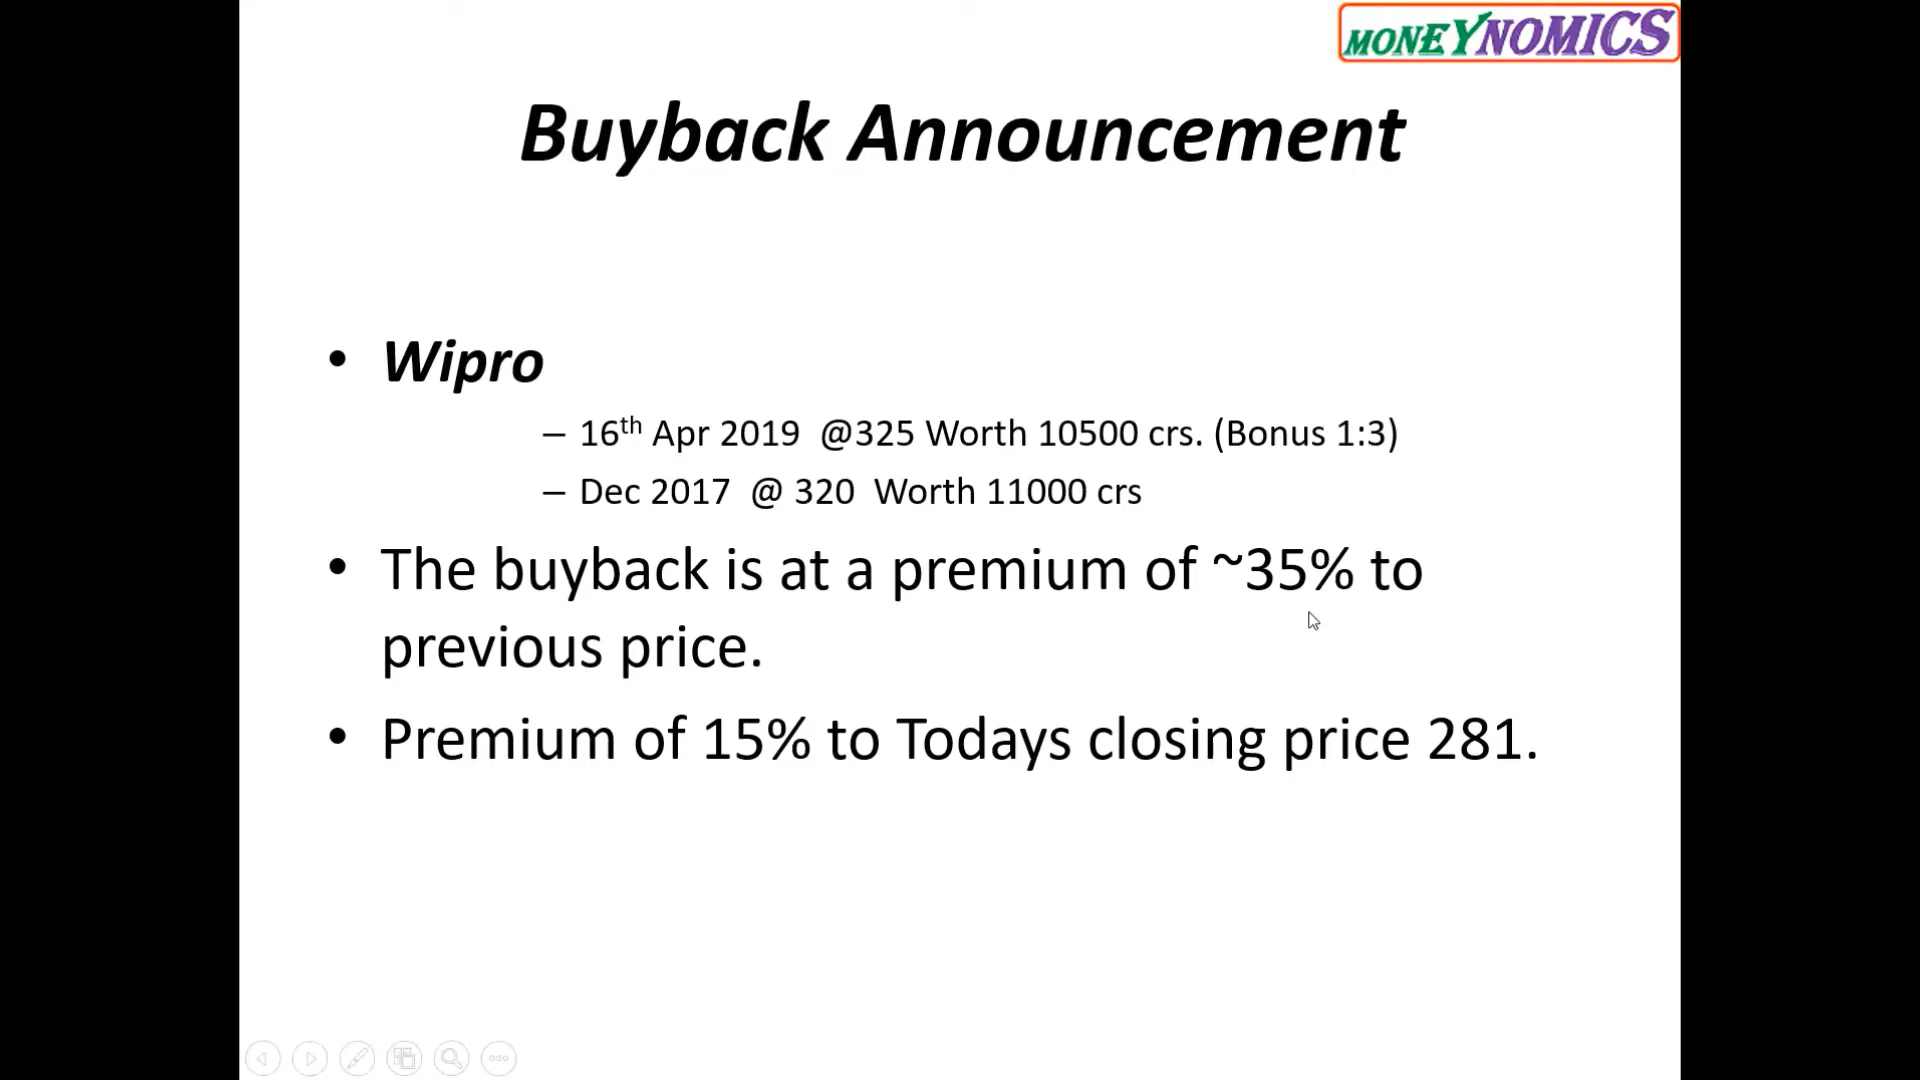 MONEYNOMICS
Buyback Announcement
• Wipro
– 16th Apr 2019 @325 Worth 10500 crs. (Bonus 1:3)
– Dec 2017 @ 320 Worth 11000 crs
• The buyback is at a premium of ~35% to
previous price.
• Premium of 15% to Todays closing price 281.